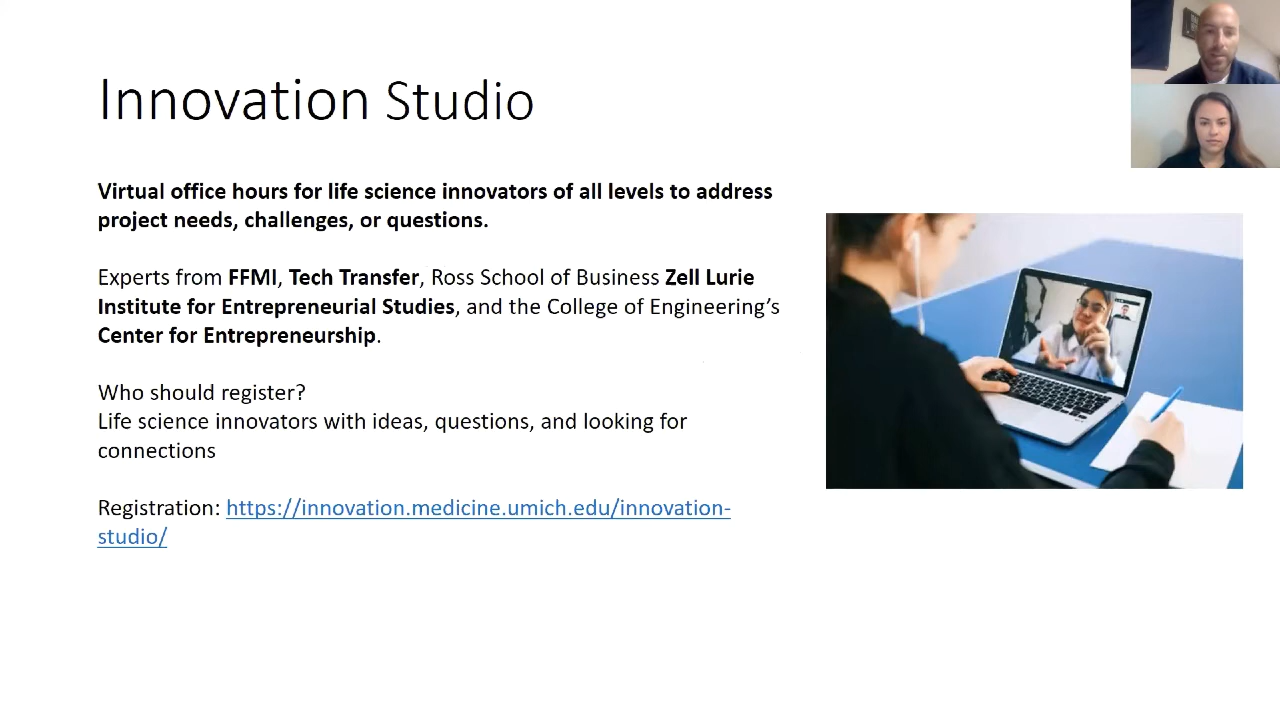 Innovation Studio
Virtual office hours for life science innovators of all levels to address
project needs, challenges, or questions.
Experts from FFMI, Tech Transfer, Ross School of Business Zell Lurie
Institute for Entrepreneurial Studies, and the College of Engineering’s
Center for Entrepreneurship.
Who should register?
Life science innovators with ideas, questions, and looking for
connections
Registration: https://innovation.medicine.umich.edu/innovation-
studio/